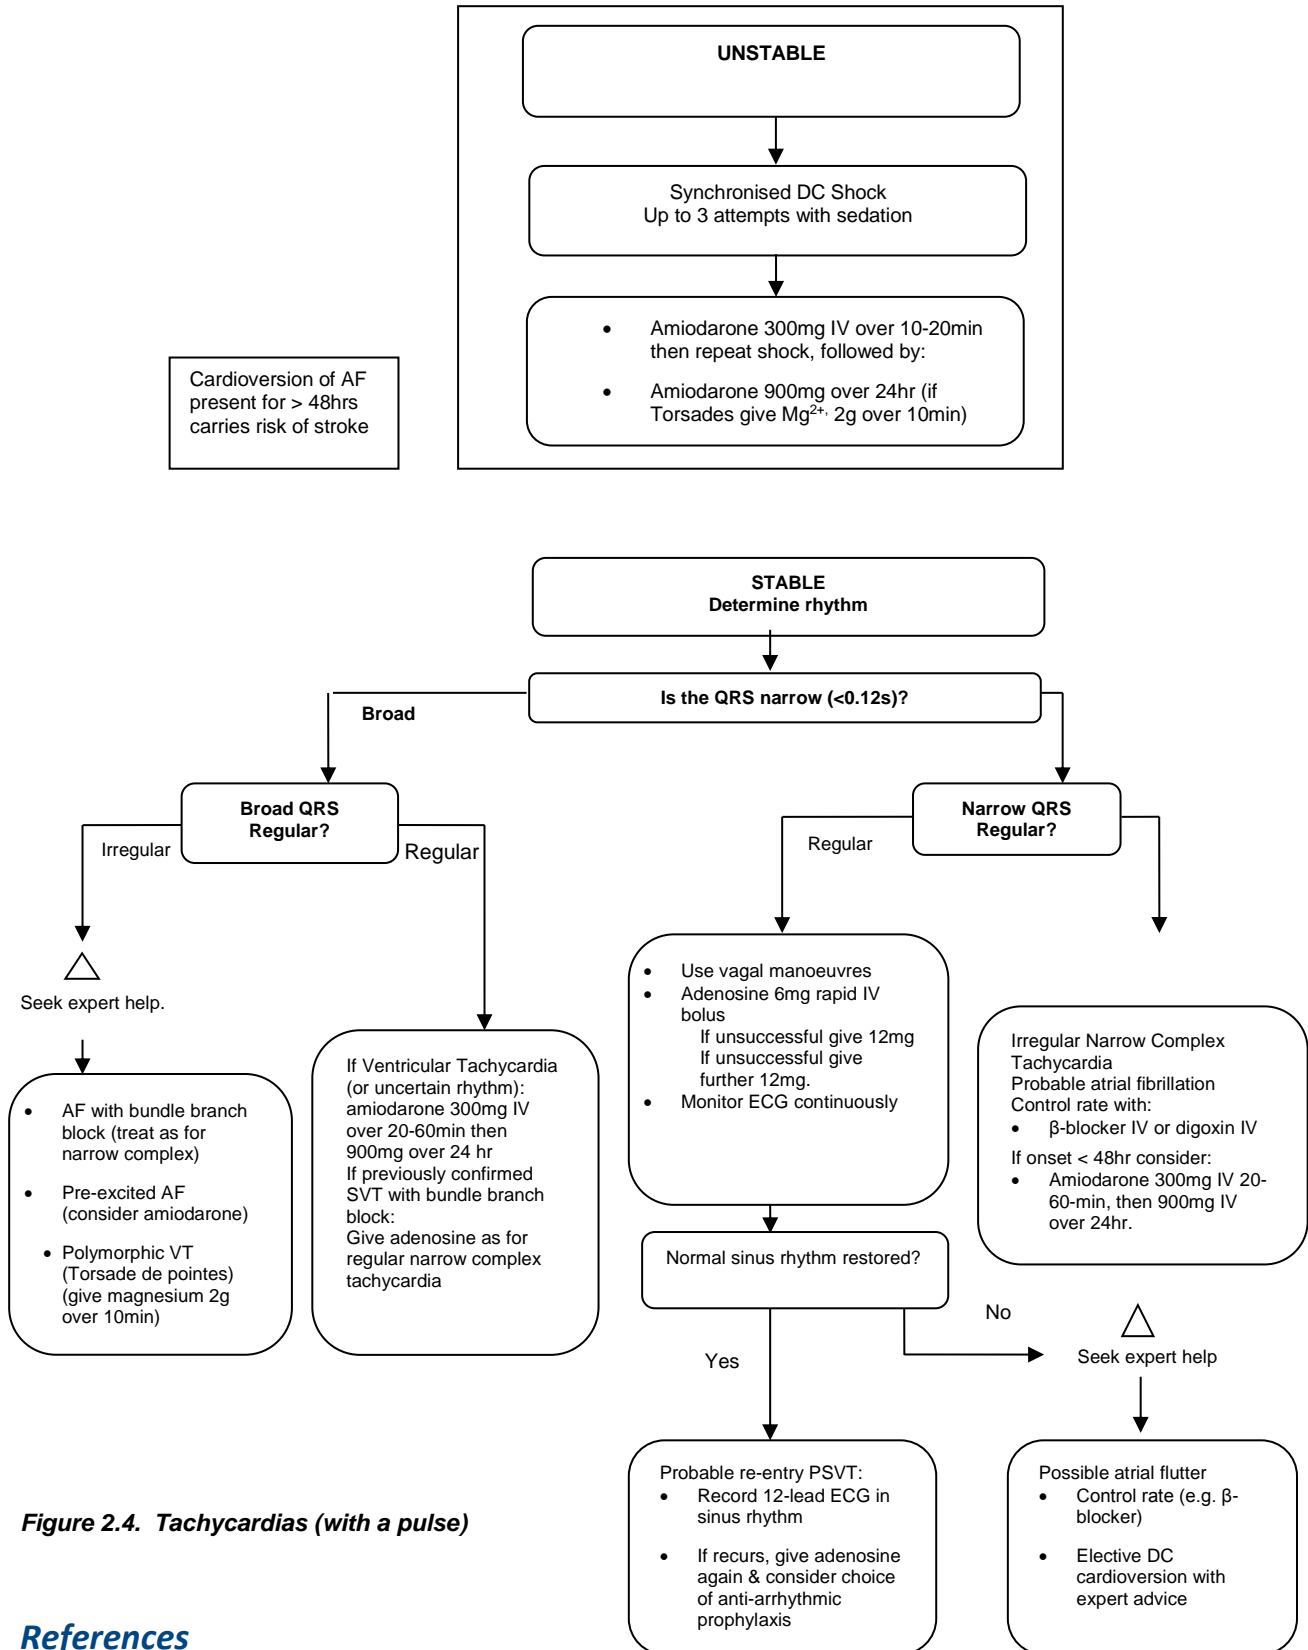 UNSTABLE
Synchronised DC Shock
Up to 3 attempts with sedation
• Amiodarone 300mg IV over 10-20min
then repeat shock, followed by:
• Amiodarone 900mg over 24hr (if
Torsades give Mg2+, 2g over 10min)
Cardioversion of AF
present for > 48hrs
carries risk of stroke
STABLE
Determine rhythm
Is the QRS narrow (<0.12s)?
Broad
Broad QRS
Regular?
Irregular
Regular
Narrow QRS
Regular?
Regular
Seek expert help.
• AF with bundle branch
block (treat as for
narrow complex)
• Pre-excited AF
(consider amiodarone)
• Polymorphic VT
(Torsade de pointes)
(give magnesium 2g
over 10min)
If Ventricular Tachycardia
(or uncertain rhythm):
amiodarone 300mg IV
over 20-60min then
900mg over 24 hr
If previously confirmed
SVT with bundle branch
block:
Give adenosine as for
regular narrow complex
tachycardia
• Use vagal manoeuvres
• Adenosine 6mg rapid IV
bolus
If unsuccessful give 12mg
If unsuccessful give
further 12mg.
• Monitor ECG continuously
Irregular Narrow Complex
Tachycardia
Probable atrial fibrillation
Control rate with:
• β-blocker IV or digoxin IV
If onset < 48hr consider:
• Amiodarone 300mg IV 20-
60-min, then 900mg IV
over 24hr.
Normal sinus rhythm restored?
No
Yes
Seek expert help
Probable re-entry PSVT:
• Record 12-lead ECG in
sinus rhythm
• If recurs, give adenosine
again & consider choice
of anti-arrhythmic
prophylaxis
Possible atrial flutter
• Control rate (e.g. β-
blocker)
• Elective DC
cardioversion with
expert advice
Figure 2.4. Tachycardias (with a pulse)
References